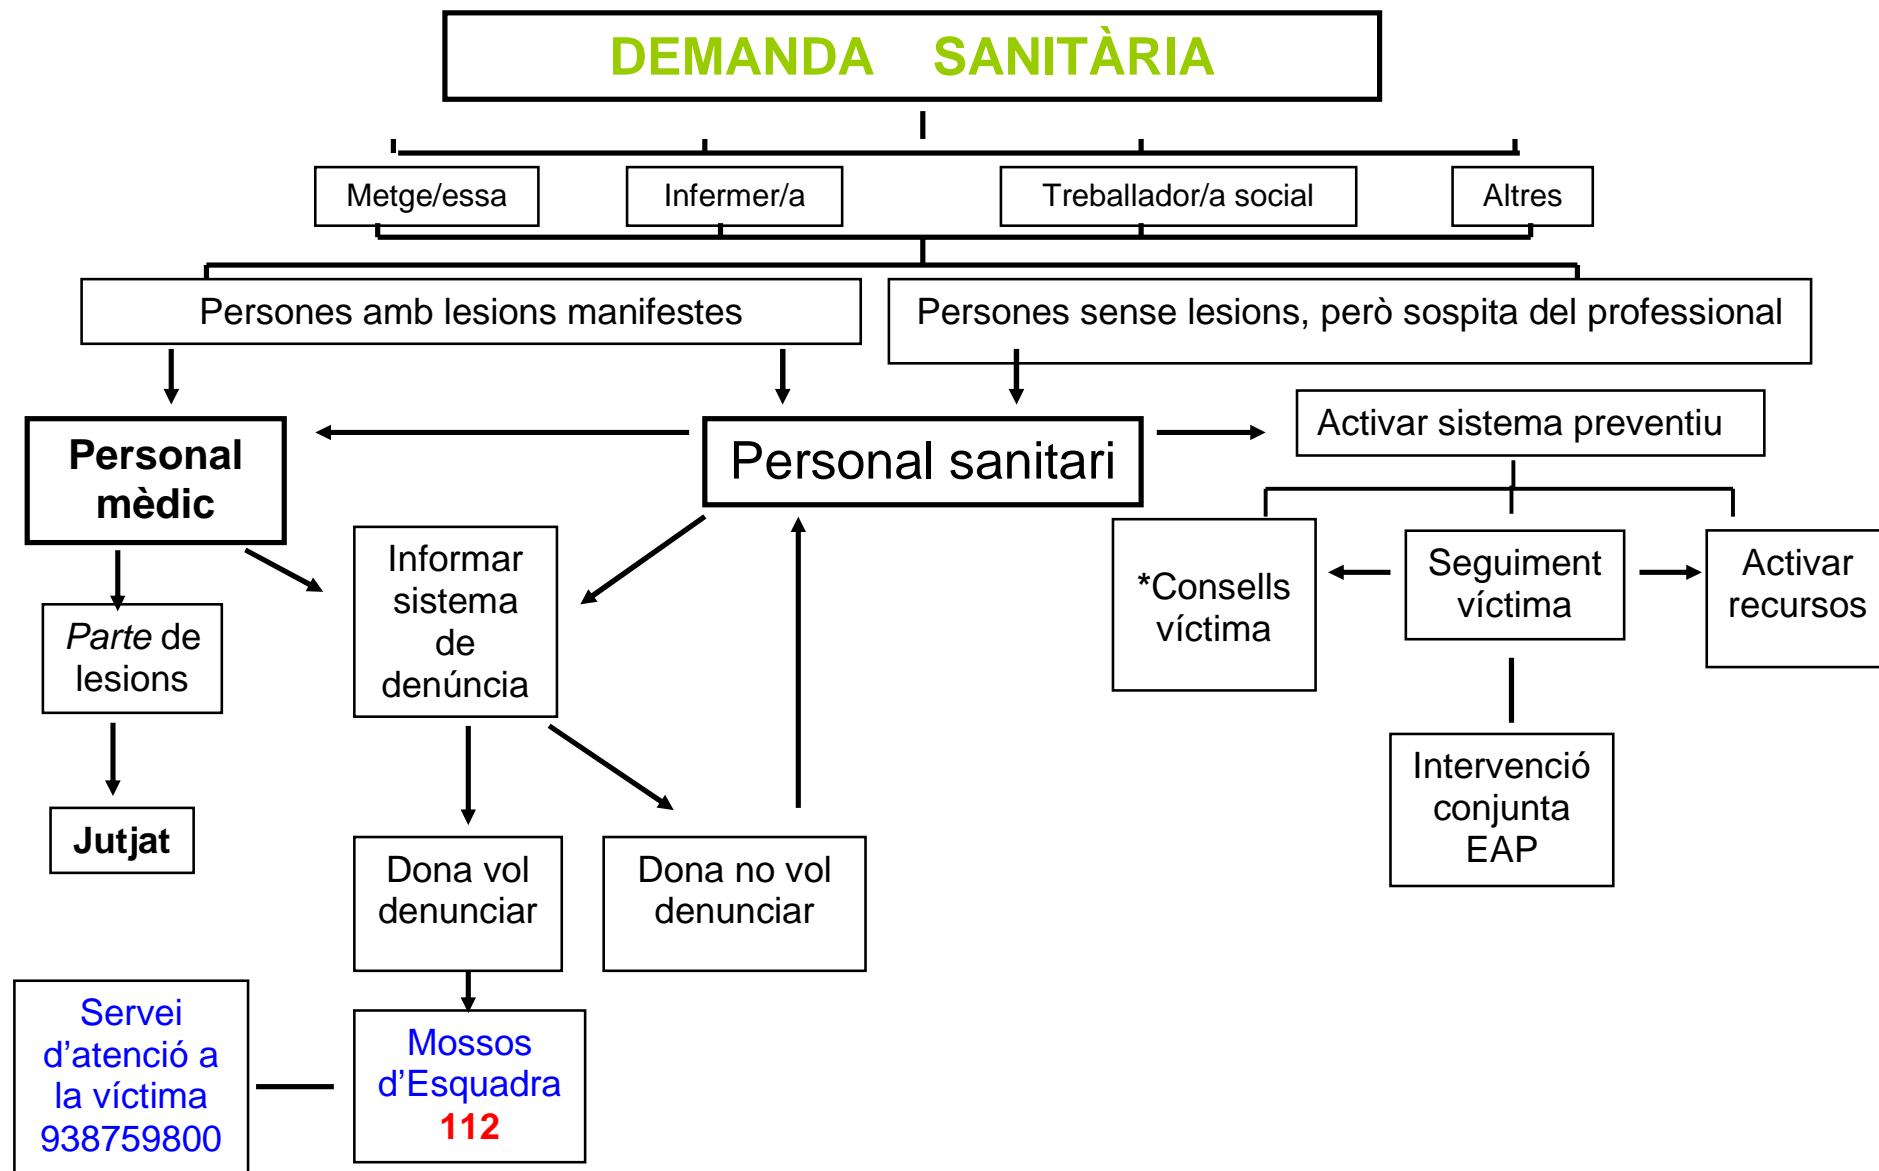 DEMANDA SANITÀRIA
Metge/essa
Infermer/a
Treballador/a social
Altres
Persones amb lesions manifestes
Persones sense lesions, però sospita del professional
Personal
mèdic
Personal sanitari
Activar sistema preventiu
Informar
sistema
de
denúncia
*Consells
víctima
Seguiment
víctima
Activar
recursos
Parte de
lesions
Intervenció
conjunta
EAP
Jutjat
Dona vol
denunciar
Dona no vol
denunciar
Servei
d’atenció a
la víctima
938759800
Mossos
d’Esquadra
112